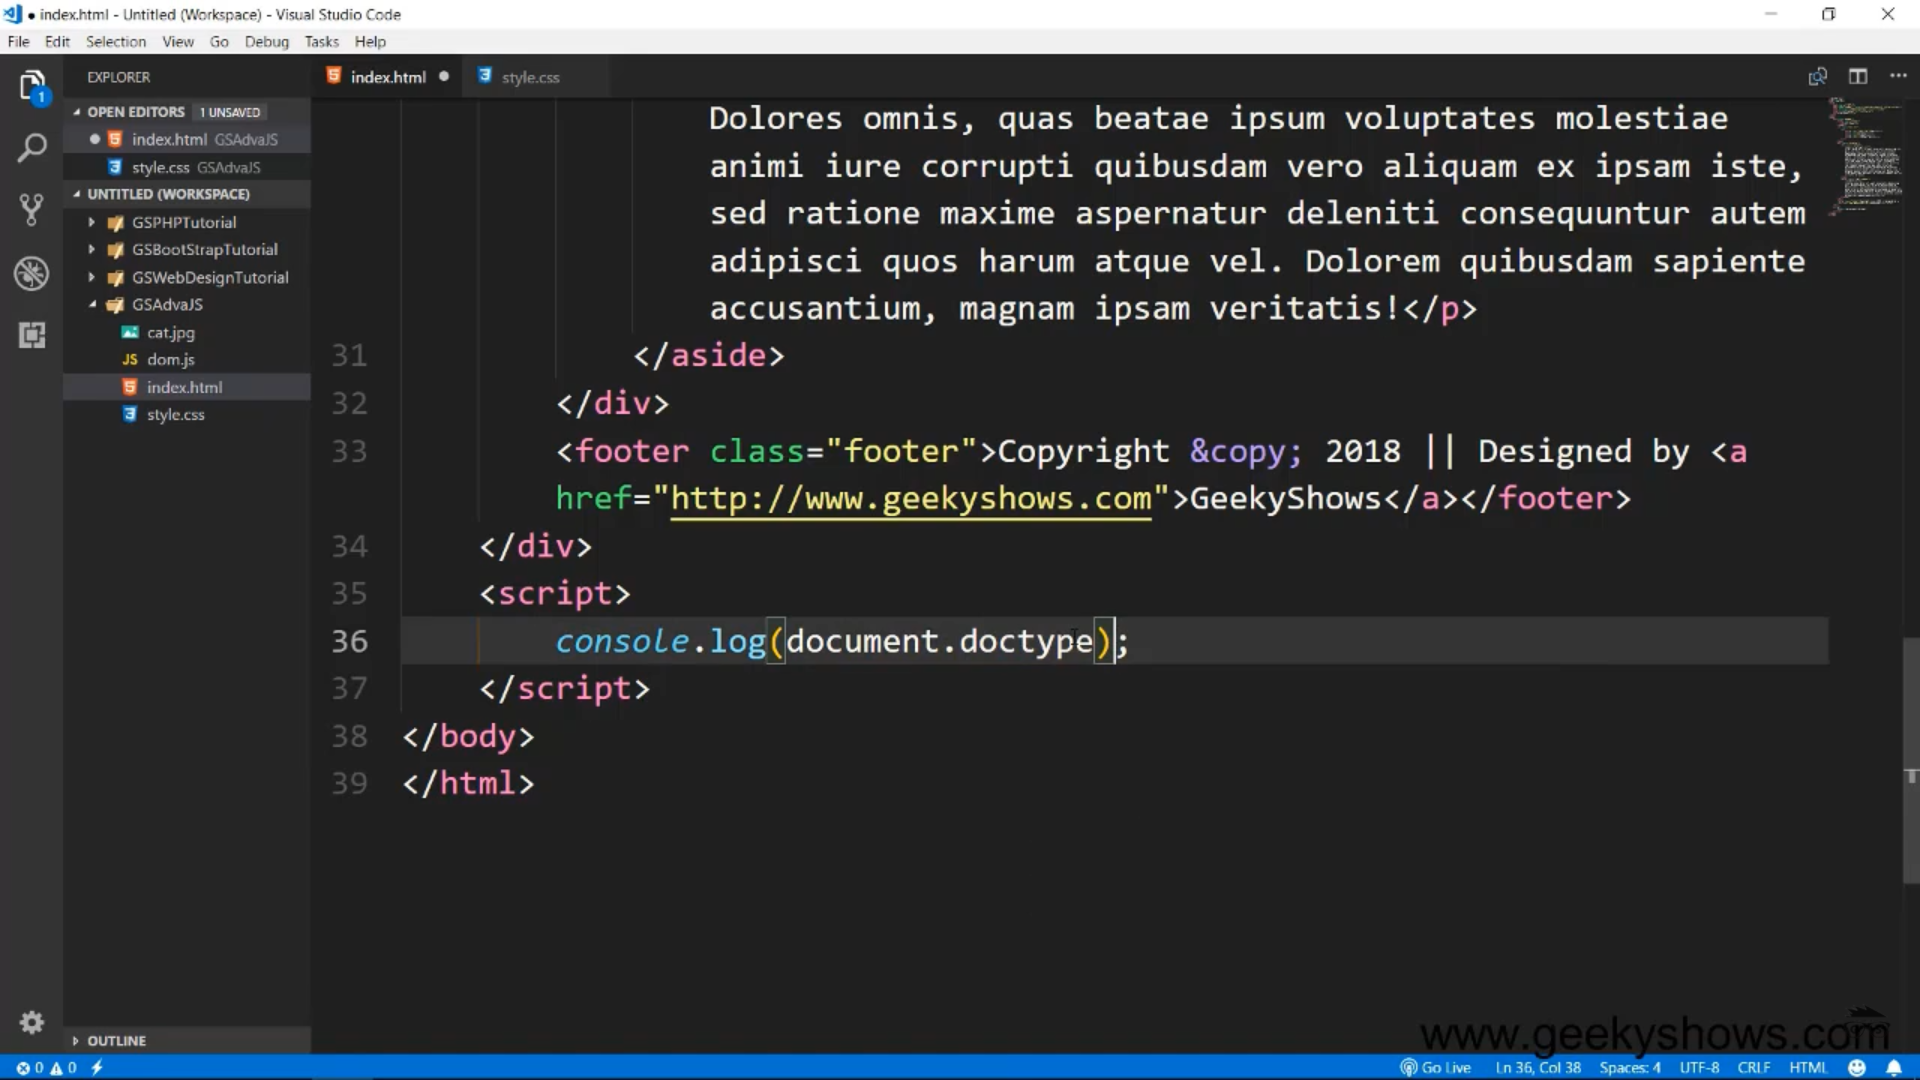 index.html - Untitled (Workspace) - Visual Studio Code
File Edit Selection View Go Debug Tasks Help
EXPLORER
1
OPEN EDITORS 1 UNSAVED
index.html GSAdvaJS
style.css GSAdvaJS
UNTITLED (WORKSPACE)
GSPHPTutorial
GSBootStrapTutorial
GSWebDesignTutorial
GSAdvaJS
cat.jpg
JS dom.js
index.html
style.css
OUTLINE
index.html style.css
Dolores omnis, quas beatae ipsum voluptates molestiae
animi iure corrupti quibusdam vero aliquam ex ipsam iste,
sed ratione maxime aspernatur deleniti consequuntur autem
adipisci quos harum atque vel. Dolorem quibusdam sapiente
accusantium, magnam ipsam veritatis!</p>
31 </aside>
32 </div>
33 <footer class="footer">Copyright &copy; 2018 || Designed by <a
href="http://www.geekyshows.com">GeekyShows</a></footer>
34 </div>
35 <script>
36 console.log(document.doctype);
37 </script>
38 </body>
39 </html>
www.geekyshows.com
0 0 Go Live Ln 36, Col 38 Spaces: 4 UTF-8 CRLF HTML